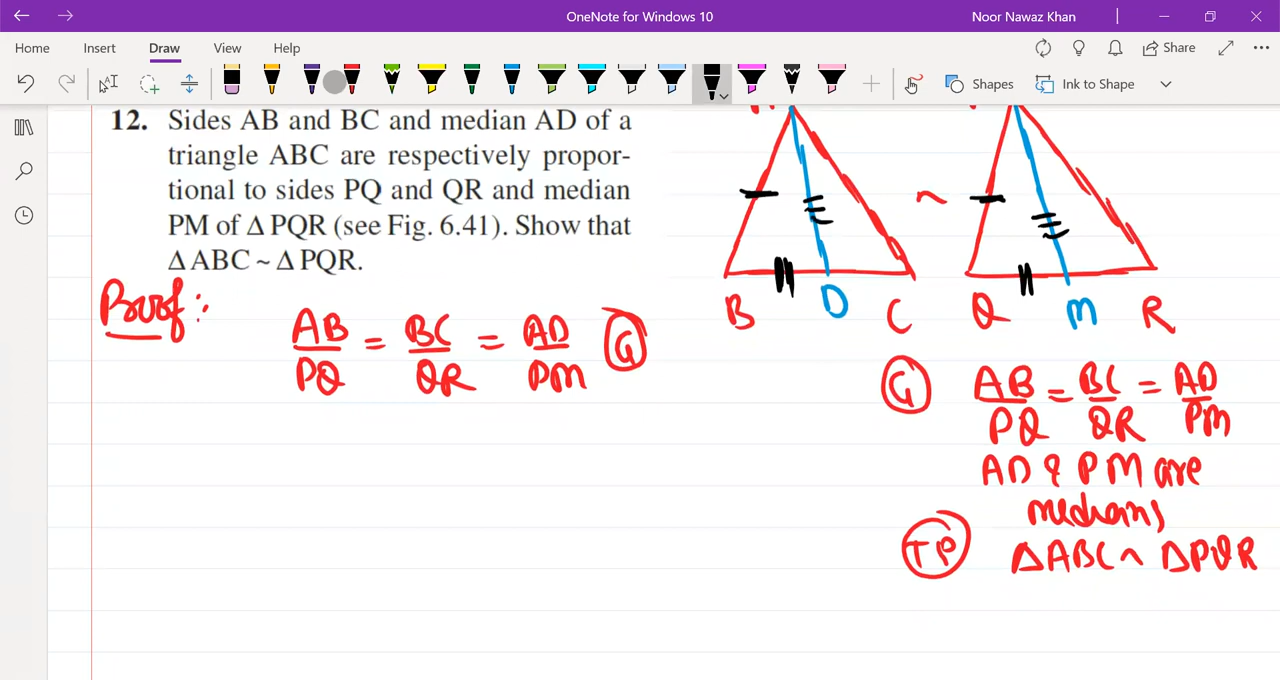 OneNote for Windows 10
Noor Nawaz Khan
Home Insert Draw View Help
Share
Shapes
Ink to Shape
12. Sides AB and BC and median AD of a
triangle ABC are respectively propor-
tional to sides PQ and QR and median
PM of Δ PQR (see Fig. 6.41). Show that
Δ ABC ~ Δ PQR.
Proof :
AB/PQ = BC/QR = AD/PM G
~
B D C
Q M R
G AB/PQ = BC/QR = AD/PM
AD & PM are
medians
TP ΔABC ~ ΔPQR